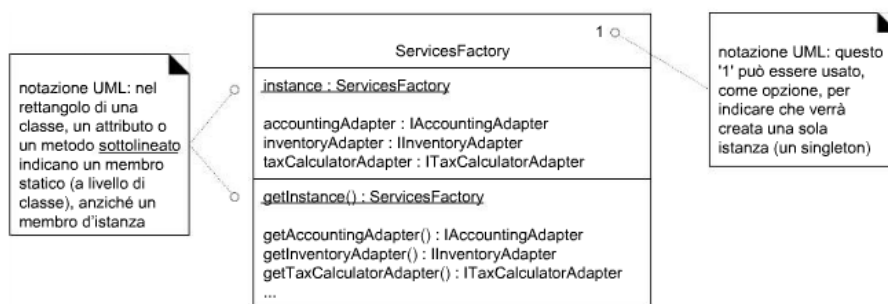 notazione UML: nel
rettangolo di una
classe, un attributo o
un metodo sottolineato
indicano un membro
statico (a livello di
classe), anziché un
membro d'istanza
1
ServicesFactory
instance : ServicesFactory
accountingAdapter : IAccountingAdapter
inventoryAdapter : IInventoryAdapter
taxCalculatorAdapter : ITaxCalculatorAdapter
getInstance() : ServicesFactory
getAccountingAdapter() : IAccountingAdapter
getInventoryAdapter() : IInventoryAdapter
getTaxCalculatorAdapter() : ITaxCalculatorAdapter
...
notazione UML: questo
'1' può essere usato,
come opzione, per
indicare che verrà
creata una sola
istanza (un singleton)